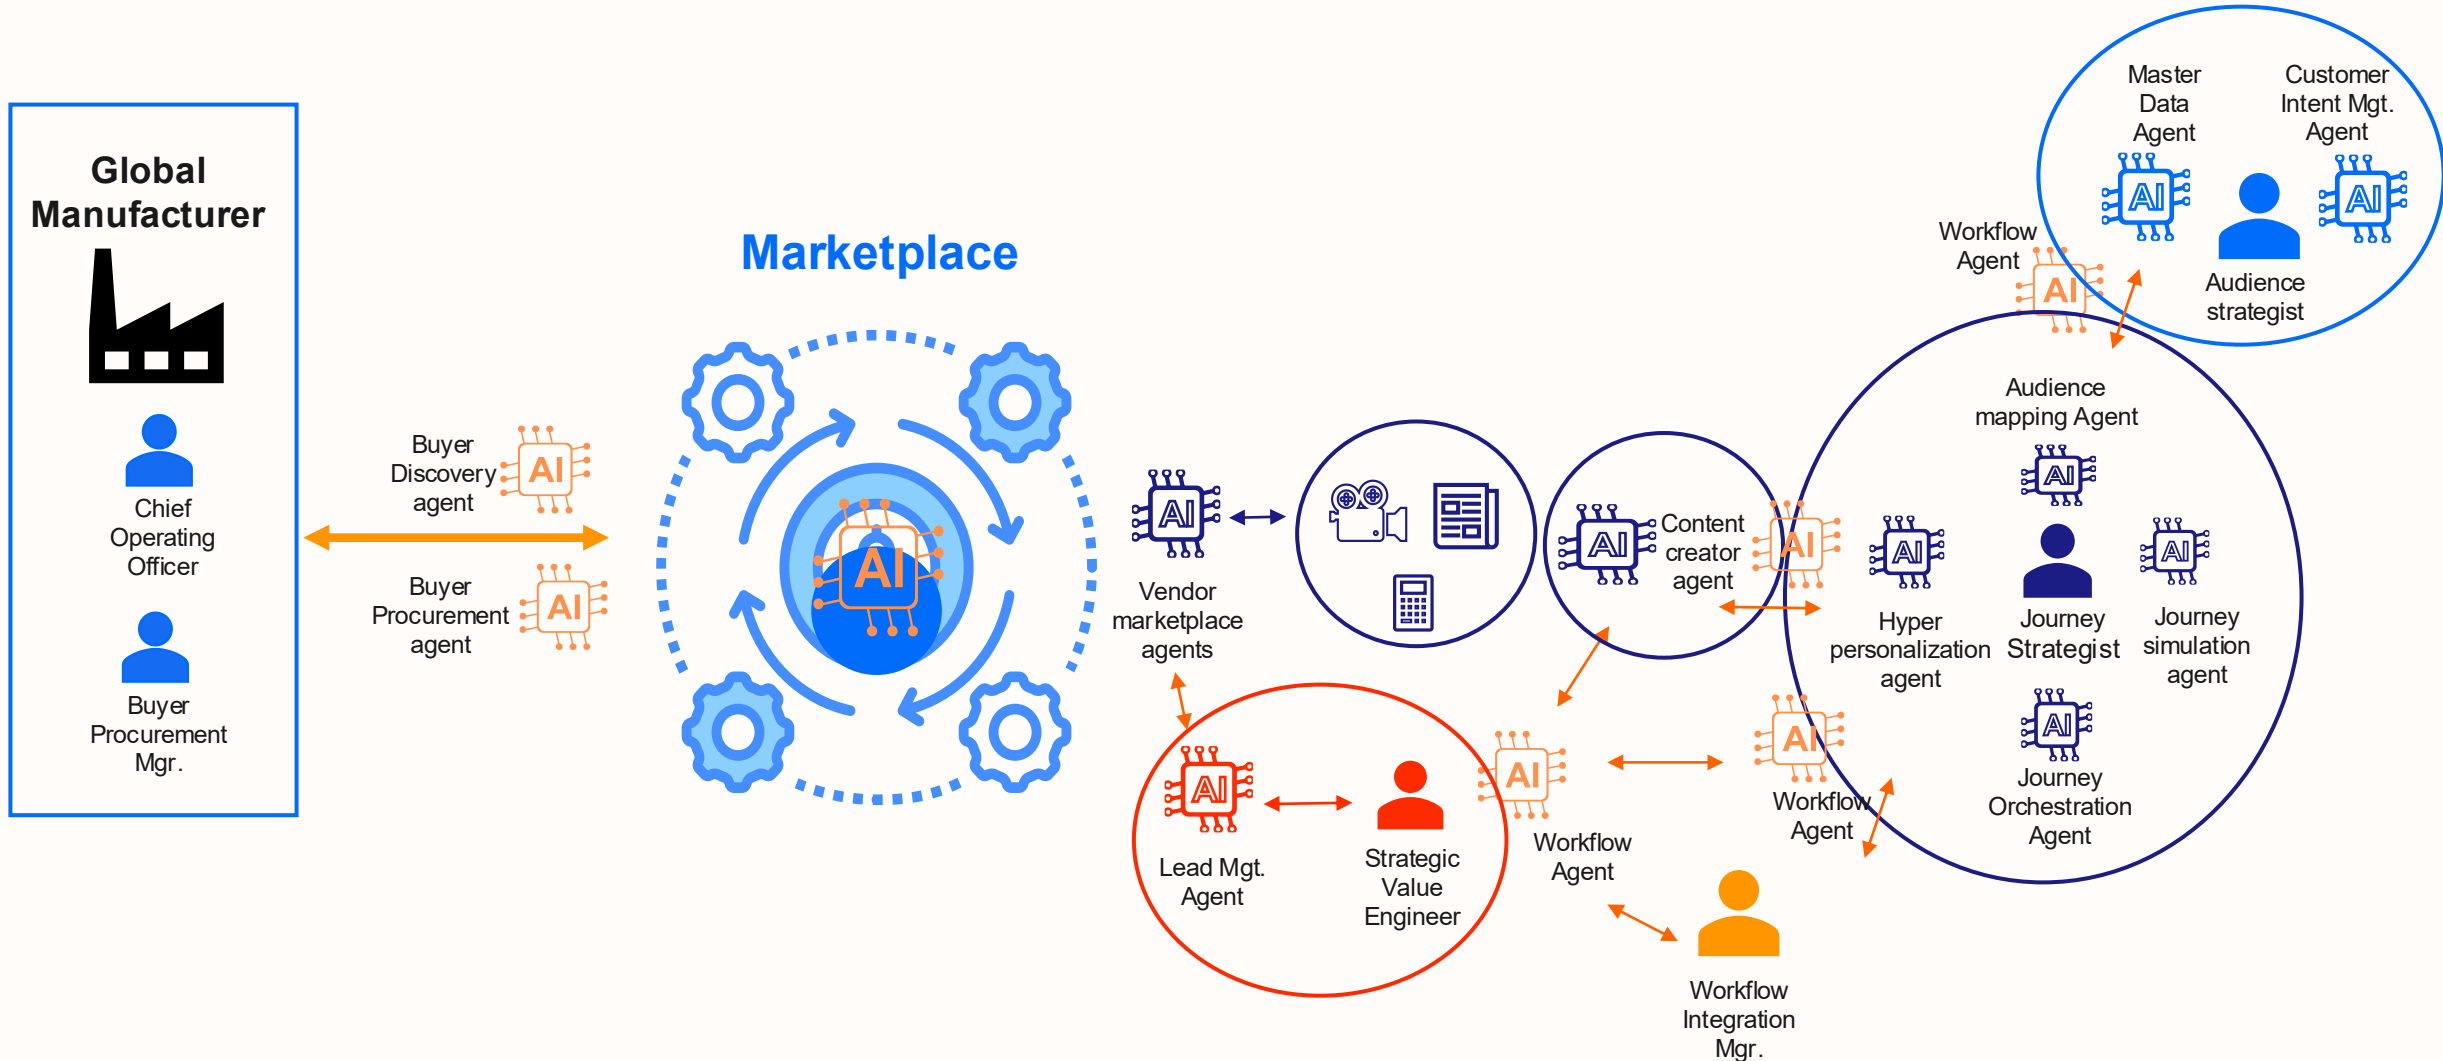 Global
Manufacturer
Chief
Operating
Officer
Buyer
Procurement
Mgr.
Buyer
Discovery
agent
AI
Buyer
Procurement
agent
AI
Marketplace
AI
AI
Vendor
marketplace
agents
AI
Content
creator
agent
AI
AI
Lead Mgt.
Agent
Strategic
Value
Engineer
AI
Workflow
Agent
AI
Workflow
Agent
Workflow
Integration
Mgr.
Master
Data
Agent
AI
Customer
Intent Mgt.
Agent
AI
Audience
strategist
Workflow
Agent
AI
Audience
mapping Agent
AI
AI
Hyper
personalization
agent
Journey
Strategist
AI
Journey
simulation
agent
AI
Journey
Orchestration
Agent